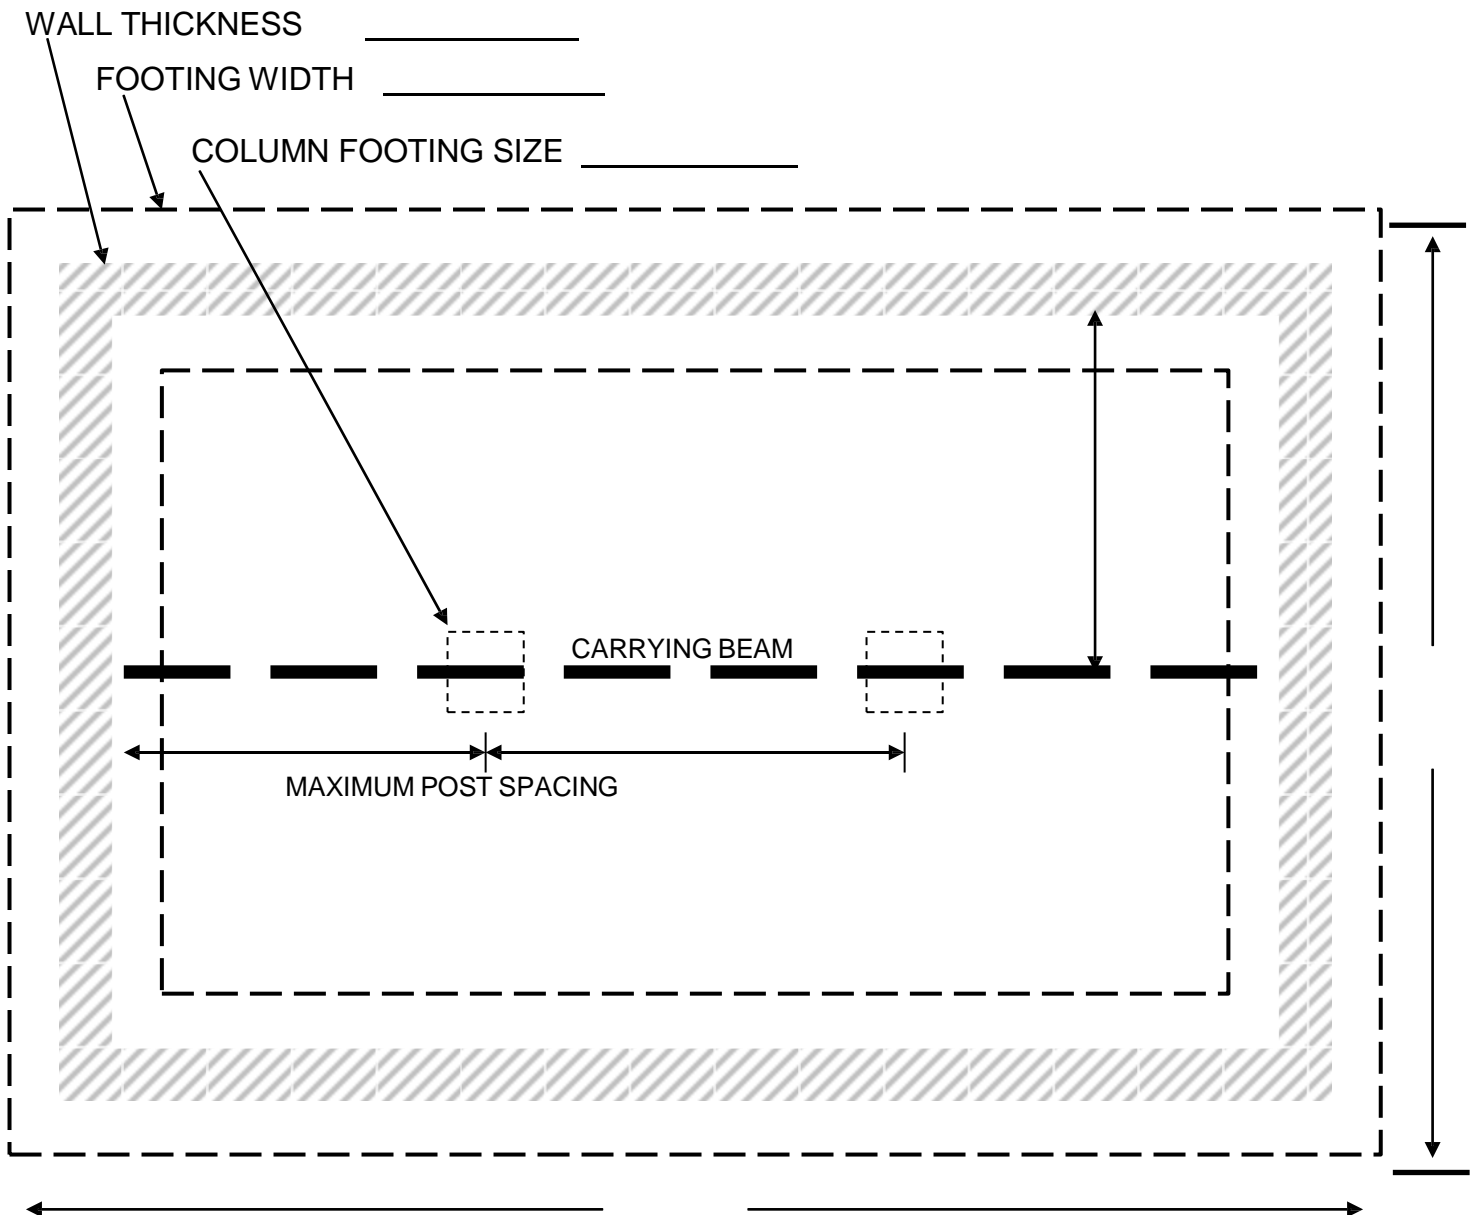 WALL THICKNESS
FOOTING WIDTH
COLUMN FOOTING SIZE
CARRYING BEAM
MAXIMUM POST SPACING